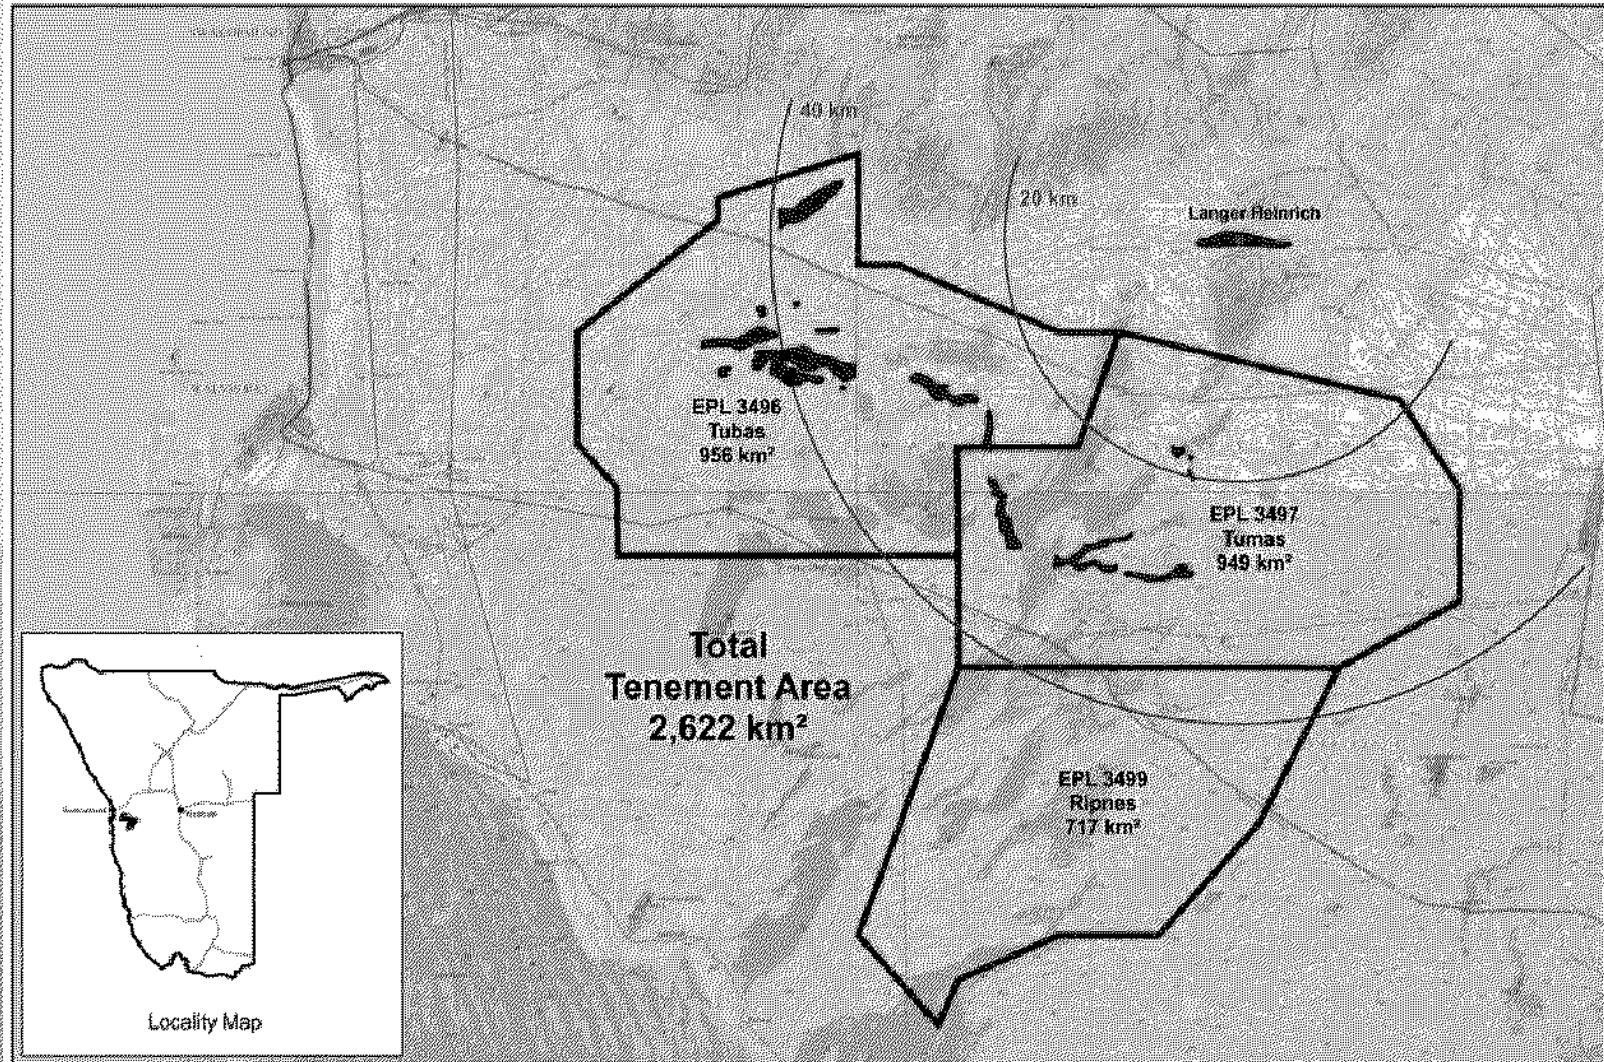 40 km
20 km
Langer Heinrich
EPL 3496
Tubas
956 km²
EPL 3497
Tumas
949 km²
Total
Tenement Area
2,622 km²
EPL 3499
Ripnes
717 km²
Locality Map